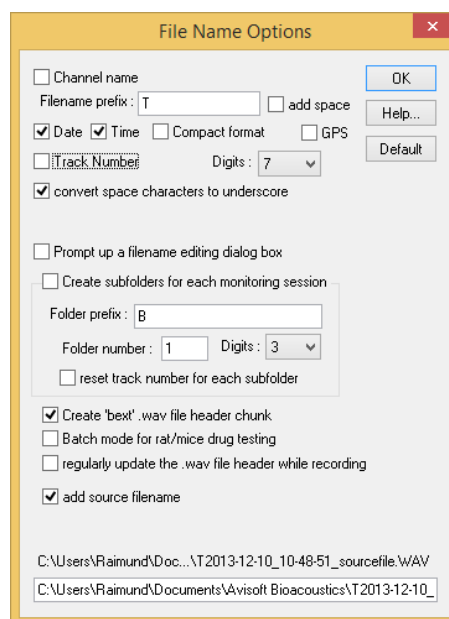 File Name Options
x
Channel name
OK
Filename prefix : T
add space
Help...
Date Time Compact format GPS
Default
Track Number Digits : 7
convert space characters to underscore
Prompt up a filename editing dialog box
Create subfolders for each monitoring session
Folder prefix : B
Folder number : 1 Digits : 3
reset track number for each subfolder
Create 'bext' .wav file header chunk
Batch mode for rat/mice drug testing
regularly update the .wav file header while recording
add source filename
C:\Users\Raimund\Doc...\T2013-12-10_10-48-51_sourcefile.WAV
C:\Users\Raimund\Documents\Avisoft Bioacoustics\T2013-12-10_